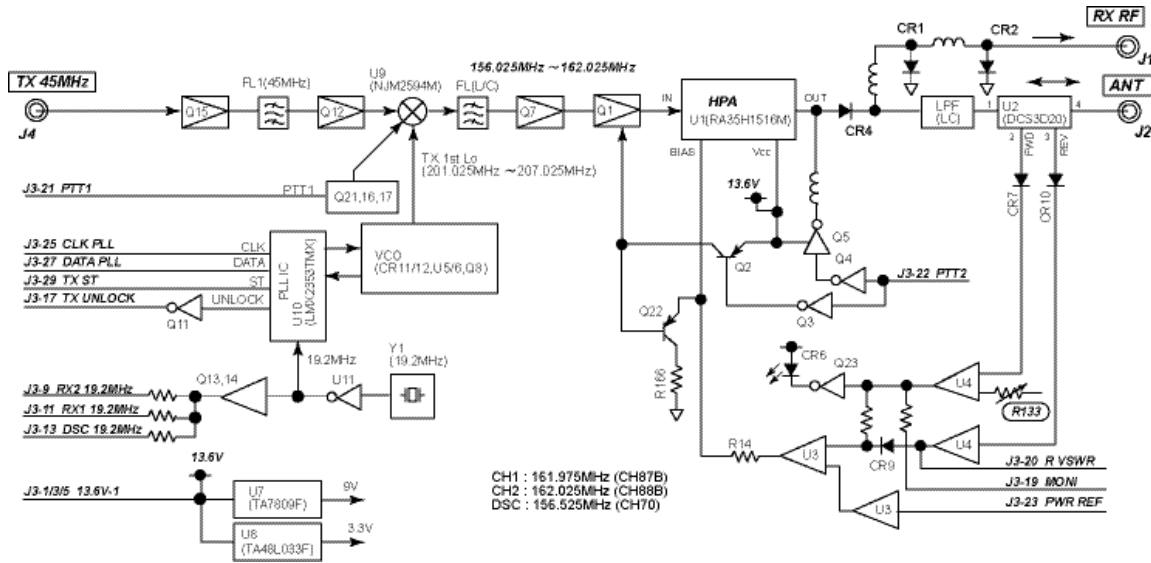 RX RF
CR1
CR2
J1
TX 45MHz
J4
Q15
FL1(45MHz)
Q12
U9
(NJM2594M)
FL(L/C)
156.025MHz ~162.025MHz
Q7
Q1
IN
HPA
U1(RA35H1516M)
OUT
BIAS
Vcc
CR4
LPF
(LC)
1
U2
(DCS3D20)
4
2
3
FWD
REV
ANT
J2
CR7
CR10
TX 1st Lo
(201.025MHz ~207.025MHz)
J3-21 PTT1
PTT1
Q21,16,17
13.6V
Q5
Q4
Q2
Q3
J3-22 PTT2
J3-25 CLK PLL
CLK
J3-27 DATA PLL
DATA
J3-29 TX ST
ST
J3-17 TX UNLOCK
UNLOCK
Q11
PLL IC
U10
(LMX2353TMX)
VCO
(CR11/12,U5/6,Q8)
Q22
R166
19.2MHz
Y1
(19.2MHz)
U11
Q13,14
J3-9 RX2 19.2MHz
J3-11 RX1 19.2MHz
J3-13 DSC 19.2MHz
CR6
Q23
U4
R133
U4
CR9
R14
U3
U3
J3-20 R VSWR
J3-19 MONI
J3-23 PWR REF
13.6V
J3-1/3/5 13.6V-1
U7
(TA7809F)
9V
U8
(TA48L033F)
3.3V
CH1 : 161.975MHz (CH87B)
CH2 : 162.025MHz (CH88B)
DSC : 156.525MHz (CH70)